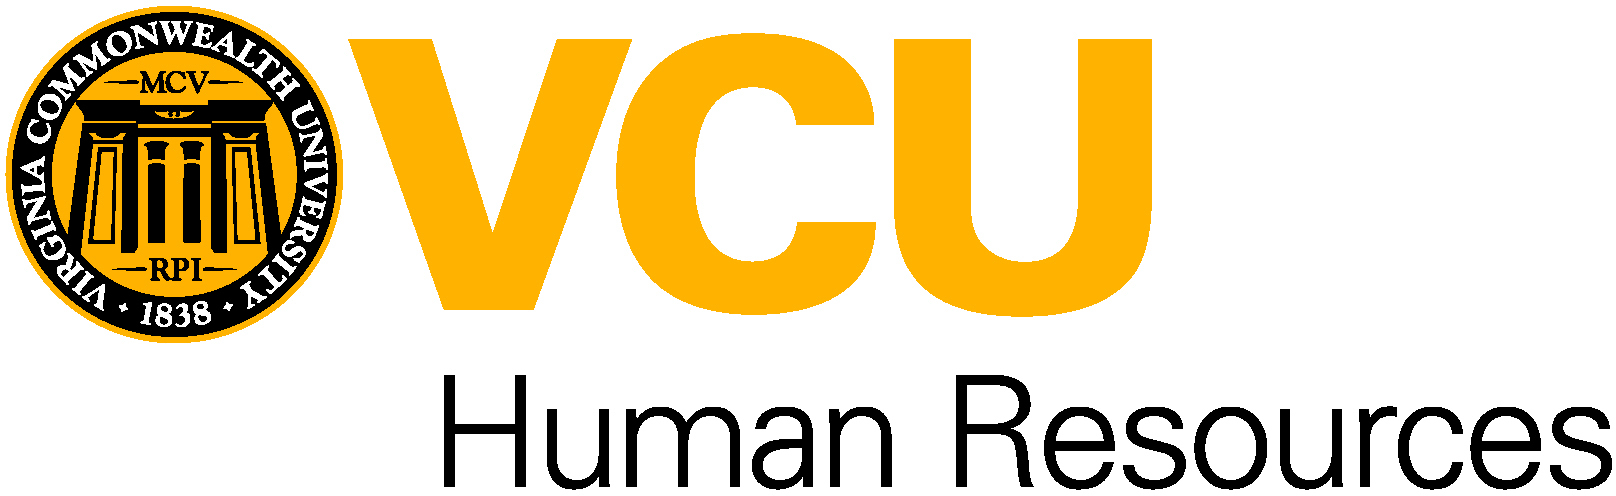 VIRGINIA COMMONWEALTH UNIVERSITY
MCV
RPI
· 1838 ·
VCU
Human Resources